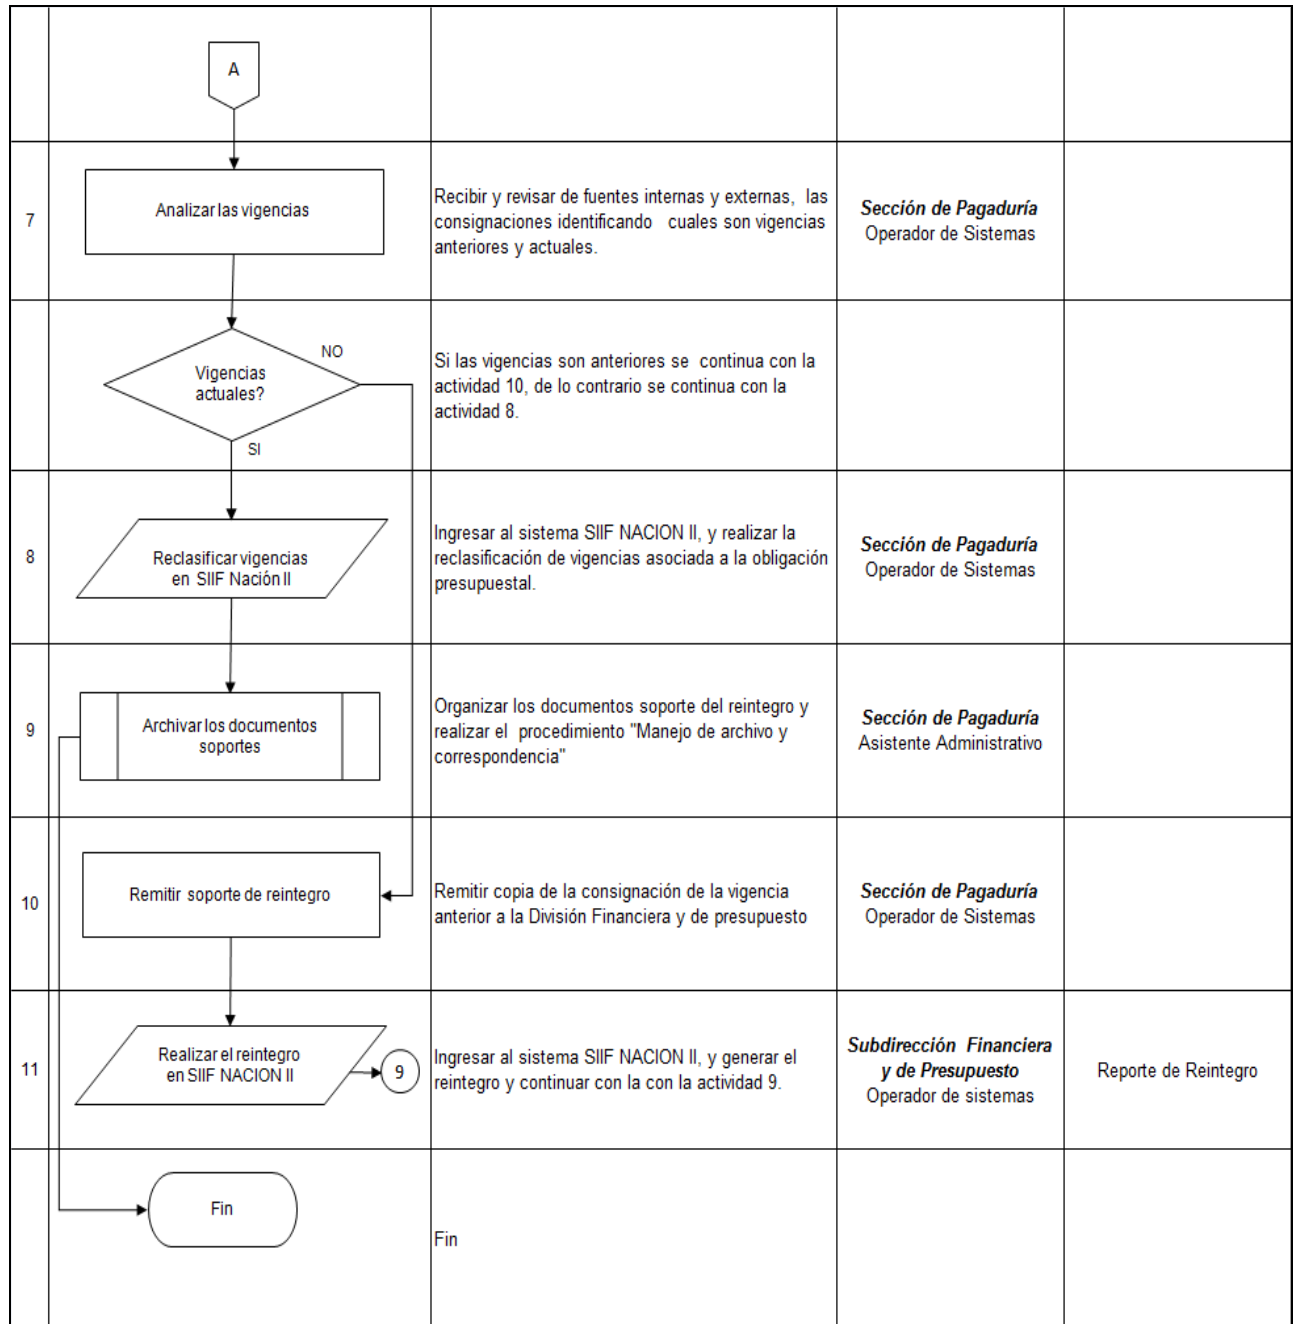 A
7
Analizar las vigencias
Recibir y revisar de fuentes internas y externas, las
consignaciones identificando cuales son vigencias
anteriores y actuales.
Sección de Pagaduría
Operador de Sistemas
Vigencias
actuales?
NO
SI
Si las vigencias son anteriores se continua con la
actividad 10, de lo contrario se continua con la
actividad 8.
8
Reclasificar vigencias
en SIIF Nación II
Ingresar al sistema SIIF NACION II, y realizar la
reclasificación de vigencias asociada a la obligación
presupuestal.
Sección de Pagaduría
Operador de Sistemas
9
Archivar los documentos
soportes
Organizar los documentos soporte del reintegro y
realizar el procedimiento "Manejo de archivo y
correspondencia"
Sección de Pagaduría
Asistente Administrativo
10
Remitir soporte de reintegro
Remitir copia de la consignación de la vigencia
anterior a la División Financiera y de presupuesto
Sección de Pagaduría
Operador de Sistemas
11
Realizar el reintegro
en SIIF NACION II
9
Ingresar al sistema SIIF NACION II, y generar el
reintegro y continuar con la con la actividad 9.
Subdirección Financiera
y de Presupuesto
Operador de sistemas
Reporte de Reintegro
Fin
Fin